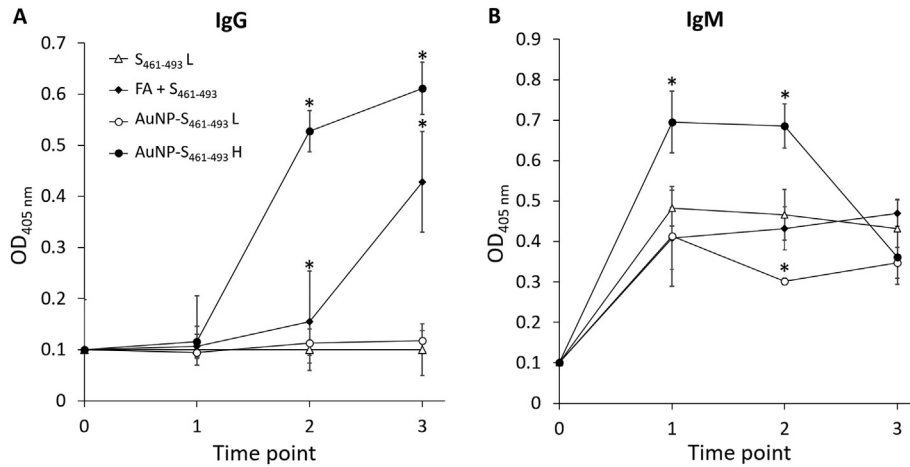 A
IgG
0.7
0.6
0.5
0.4
0.3
0.2
0.1
0
OD405 nm
S461-493 L
FA + S461-493
AuNP-S461-493 L
AuNP-S461-493 H
*
*
*
*
0 1 2 3
Time point
B
IgM
0.9
0.8
0.7
0.6
0.5
0.4
0.3
0.2
0.1
0
OD405 nm
*
*
*
0 1 2 3
Time point